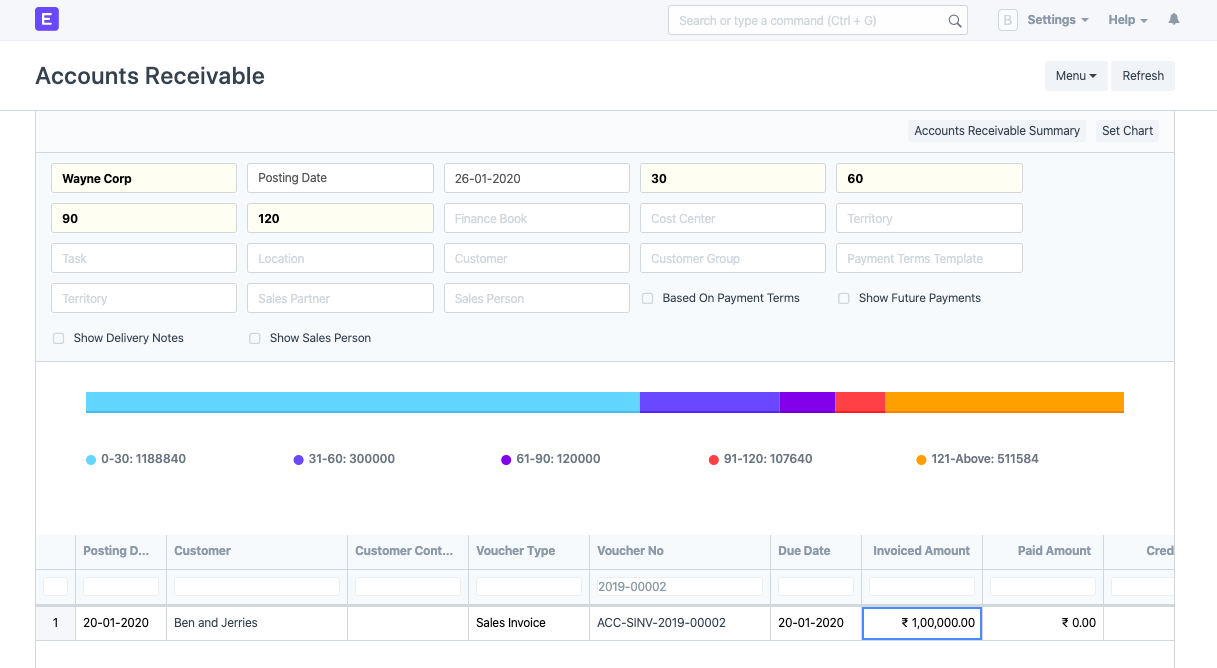 E
Search or type a command (Ctrl + G)
B
Settings
Help
Accounts Receivable
Menu
Refresh
Accounts Receivable Summary
Set Chart
Wayne Corp
Posting Date
26-01-2020
30
60
90
120
Finance Book
Cost Center
Territory
Task
Location
Customer
Customer Group
Payment Terms Template
Territory
Sales Partner
Sales Person
Based On Payment Terms
Show Future Payments
Show Delivery Notes
Show Sales Person
0-30: 1188840
31-60: 300000
61-90: 120000
91-120: 107640
121-Above: 511584
Posting D...
Customer
Customer Cont...
Voucher Type
Voucher No
Due Date
Invoiced Amount
Paid Amount
Cred
2019-00002
1
20-01-2020
Ben and Jerries
Sales Invoice
ACC-SINV-2019-00002
20-01-2020
₹ 1,00,000.00
₹ 0.00